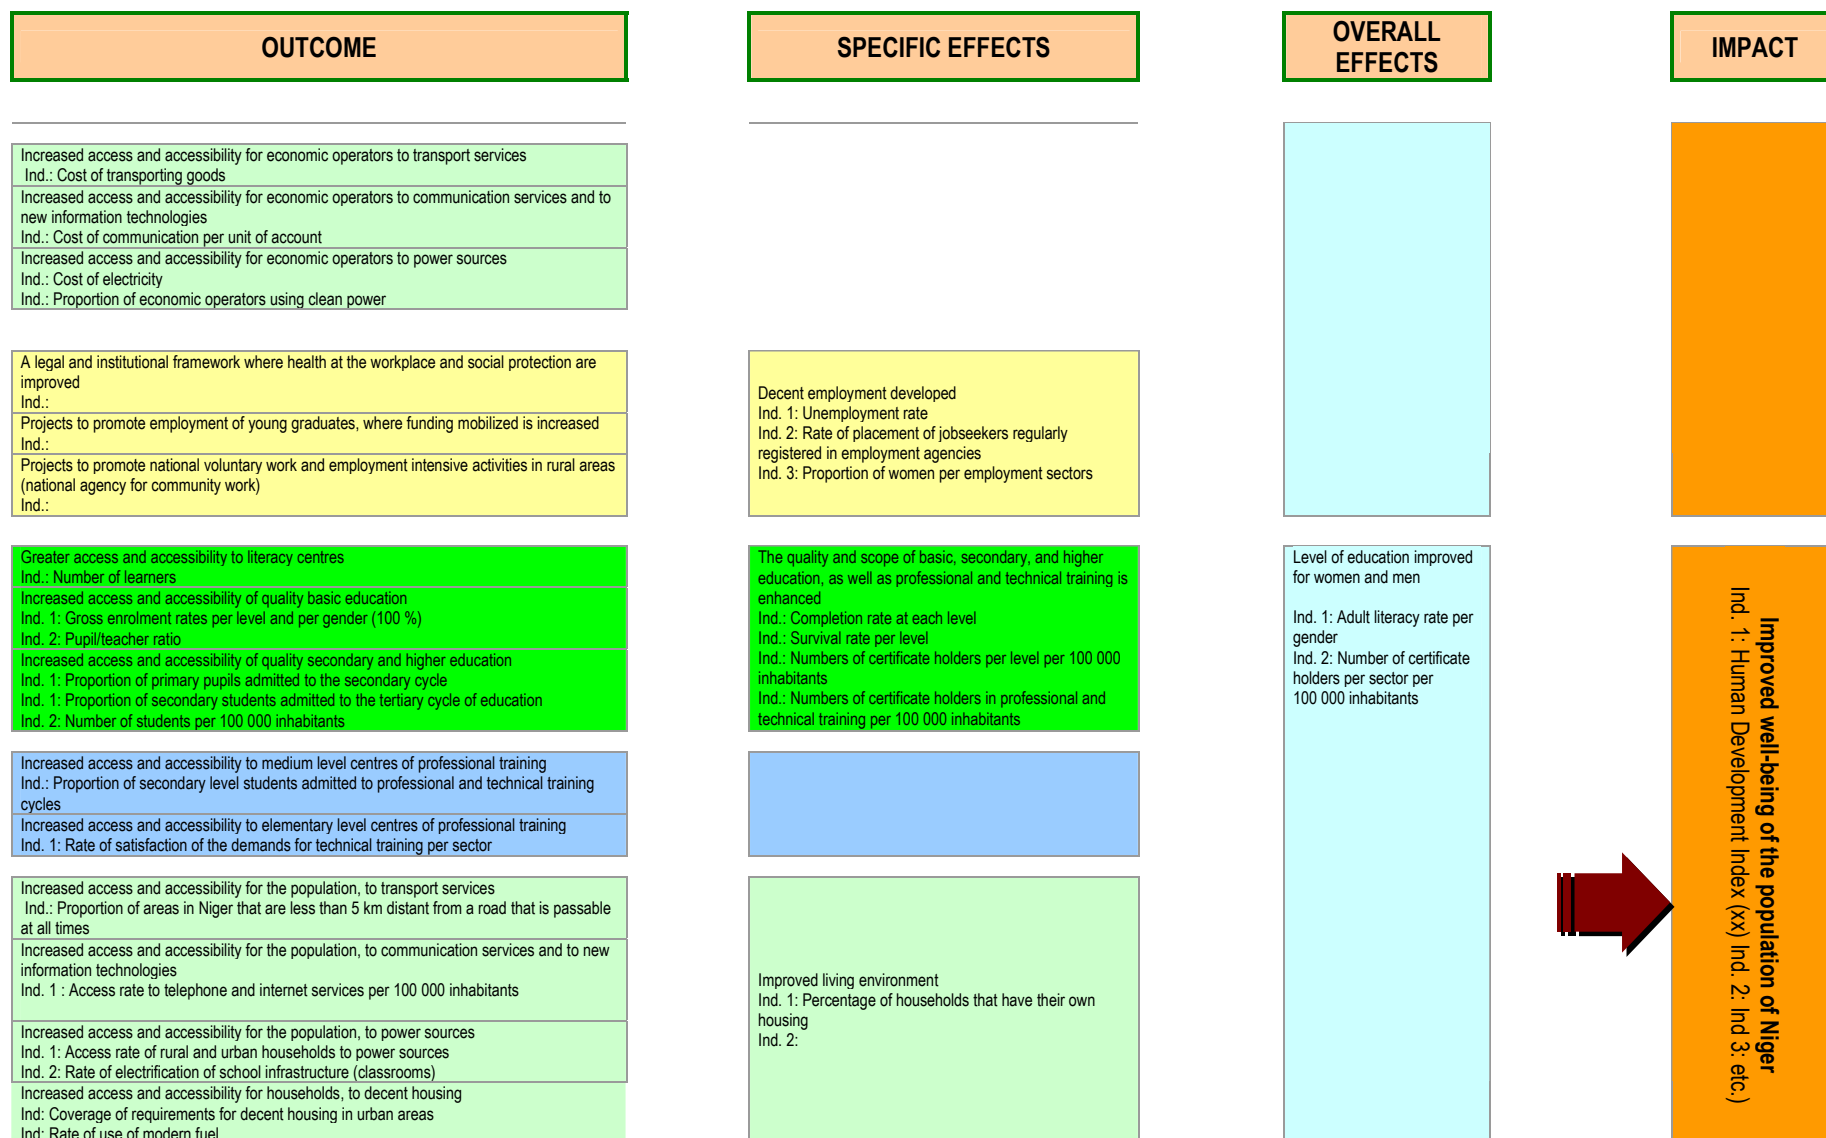 OUTCOME
SPECIFIC EFFECTS
OVERALL
EFFECTS
IMPACT
Increased access and accessibility for economic operators to transport services
Ind.: Cost of transporting goods
Increased access and accessibility for economic operators to communication services and to
new information technologies
Ind.: Cost of communication per unit of account
Increased access and accessibility for economic operators to power sources
Ind.: Cost of electricity
Ind.: Proportion of economic operators using clean power
A legal and institutional framework where health at the workplace and social protection are
improved
Ind.:
Projects to promote employment of young graduates, where funding mobilized is increased
Ind.:
Projects to promote national voluntary work and employment intensive activities in rural areas
(national agency for community work)
Ind.:
Decent employment developed
Ind. 1: Unemployment rate
Ind. 2: Rate of placement of jobseekers regularly
registered in employment agencies
Ind. 3: Proportion of women per employment sectors
Greater access and accessibility to literacy centres
Ind.: Number of learners
Increased access and accessibility of quality basic education
Ind. 1: Gross enrolment rates per level and per gender (100 %)
Ind. 2: Pupil/teacher ratio
Increased access and accessibility of quality secondary and higher education
Ind. 1: Proportion of primary pupils admitted to the secondary cycle
Ind. 1: Proportion of secondary students admitted to the tertiary cycle of education
Ind. 2: Number of students per 100 000 inhabitants
The quality and scope of basic, secondary, and higher
education, as well as professional and technical training is
enhanced
Ind.: Completion rate at each level
Ind.: Survival rate per level
Ind.: Numbers of certificate holders per level per 100 000
inhabitants
Ind.: Numbers of certificate holders in professional and
technical training per 100 000 inhabitants
Level of education improved
for women and men
Ind. 1: Adult literacy rate per
gender
Ind. 2: Number of certificate
holders per sector per
100 000 inhabitants
Improved well-being of the population of Niger
Ind. 1: Human Development Index (xx) Ind. 2: Ind 3: etc.)
Increased access and accessibility to medium level centres of professional training
Ind.: Proportion of secondary level students admitted to professional and technical training
cycles
Increased access and accessibility to elementary level centres of professional training
Ind. 1: Rate of satisfaction of the demands for technical training per sector
Increased access and accessibility for the population, to transport services
Ind.: Proportion of areas in Niger that are less than 5 km distant from a road that is passable
at all times
Increased access and accessibility for the population, to communication services and to new
information technologies
Ind. 1 : Access rate to telephone and internet services per 100 000 inhabitants
Increased access and accessibility for the population, to power sources
Ind. 1: Access rate of rural and urban households to power sources
Ind. 2: Rate of electrification of school infrastructure (classrooms)
Increased access and accessibility for households, to decent housing
Ind: Coverage of requirements for decent housing in urban areas
Ind: Rate of use of modern fuel
Improved living environment
Ind. 1: Percentage of households that have their own
housing
Ind. 2: